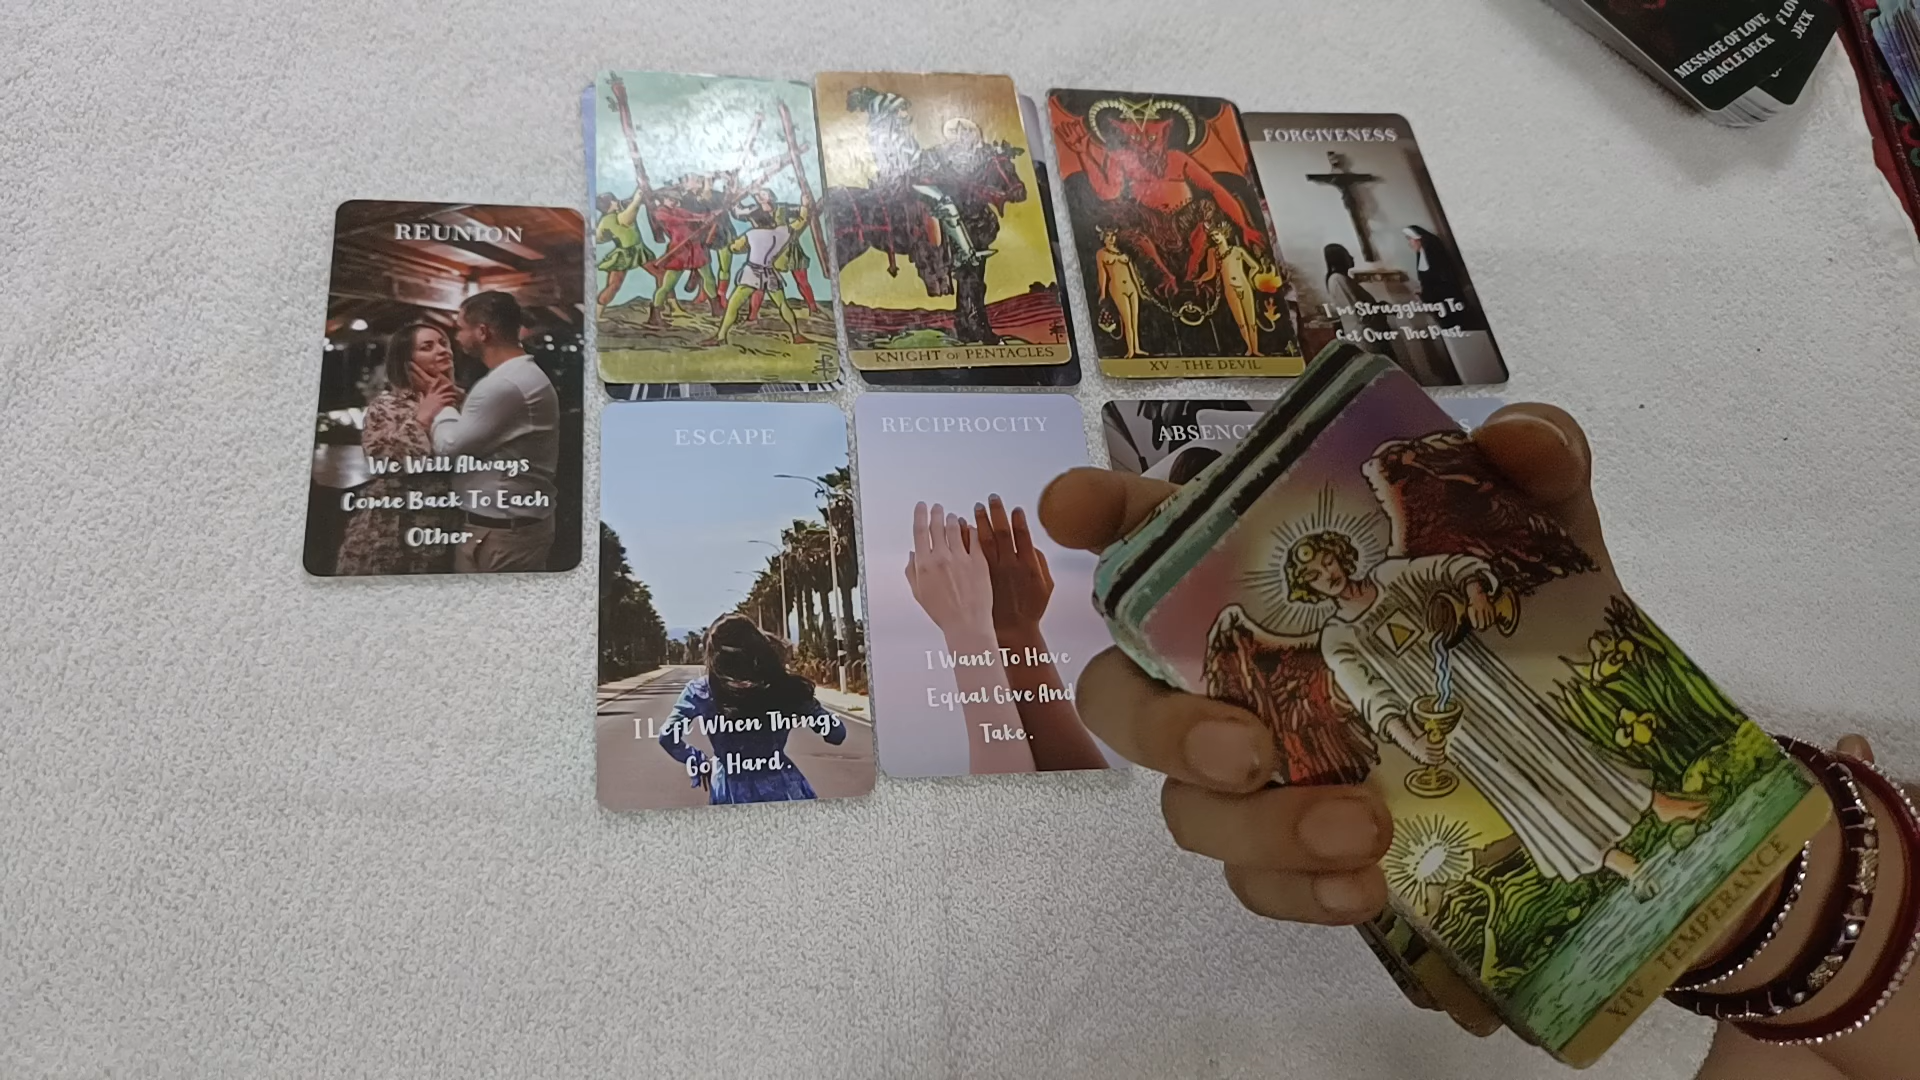 MESSAGE OF LOVE
ORACLE DECK
REUNION
We Will Always
Come Back To Each
Other.
KNIGHT OF PENTACLES
XV - THE DEVIL
FORGIVENESS
I'm Struggling To
Get Over The Past.
ESCAPE
I Left When Things
Got Hard.
RECIPROCITY
I Want To Have
Equal Give And
Take.
XIV - TEMPERANCE